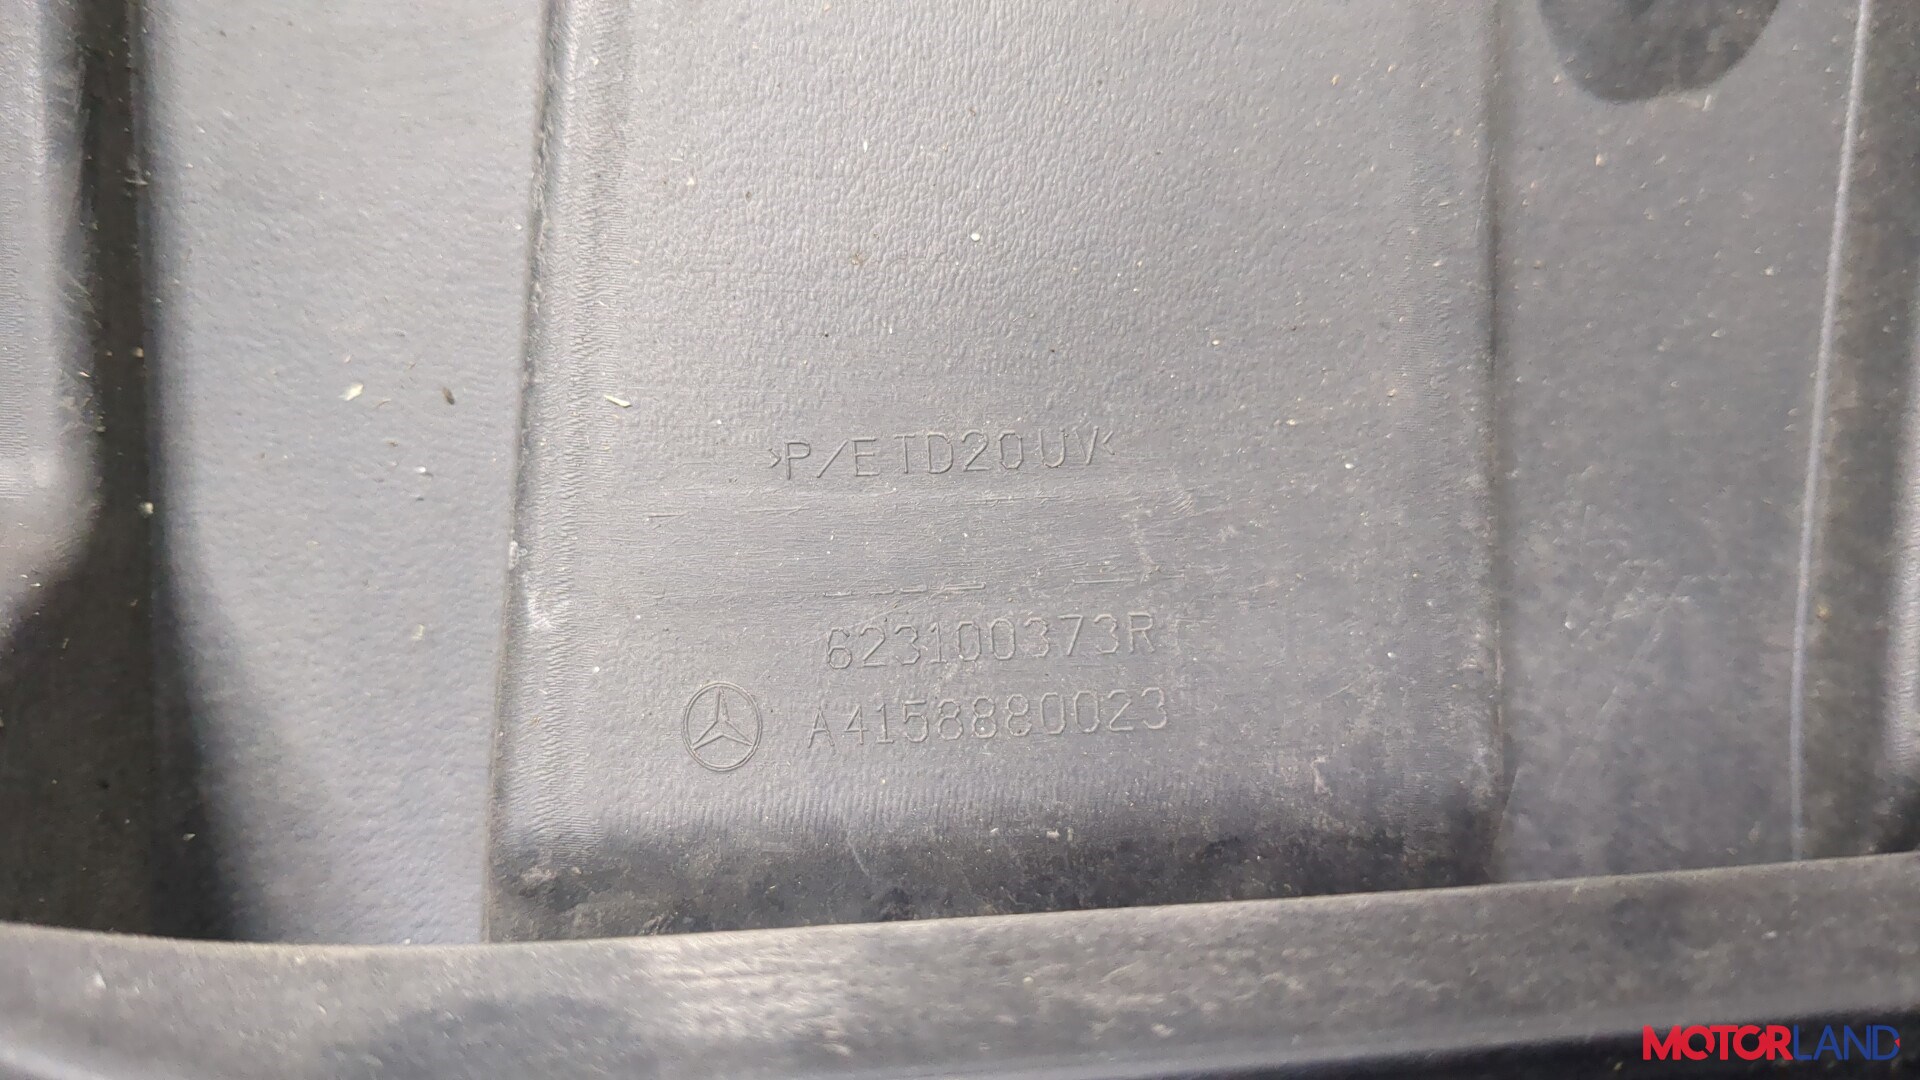 >P/E TD20 UV<
623100373R
A4158880023
MOTORLAND